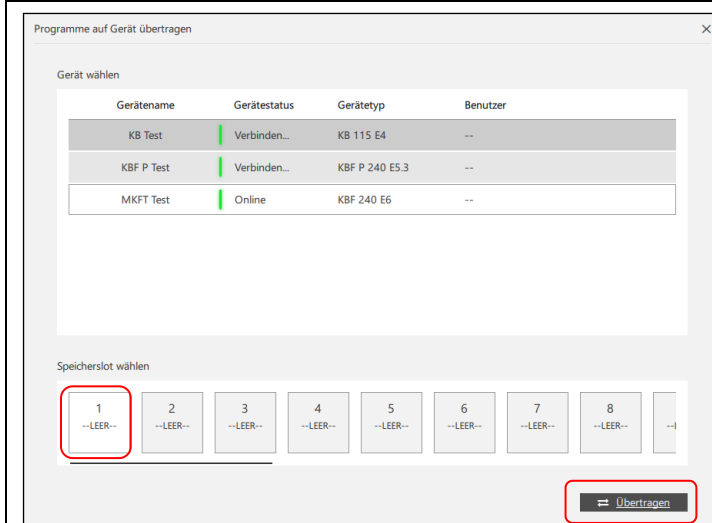 Programme auf Gerät übertragen
Gerät wählen
Gerätename Gerätestatus Gerätetyp Benutzer
KB Test Verbinden... KB 115 E4 --
KBF P Test Verbinden... KBF P 240 E5.3 --
MKFT Test Online KBF 240 E6 --
Speicherslot wählen
1 2 3 4 5 6 7 8
--LEER-- --LEER-- --LEER-- --LEER-- --LEER-- --LEER-- --LEER-- --LEER--
Übertragen